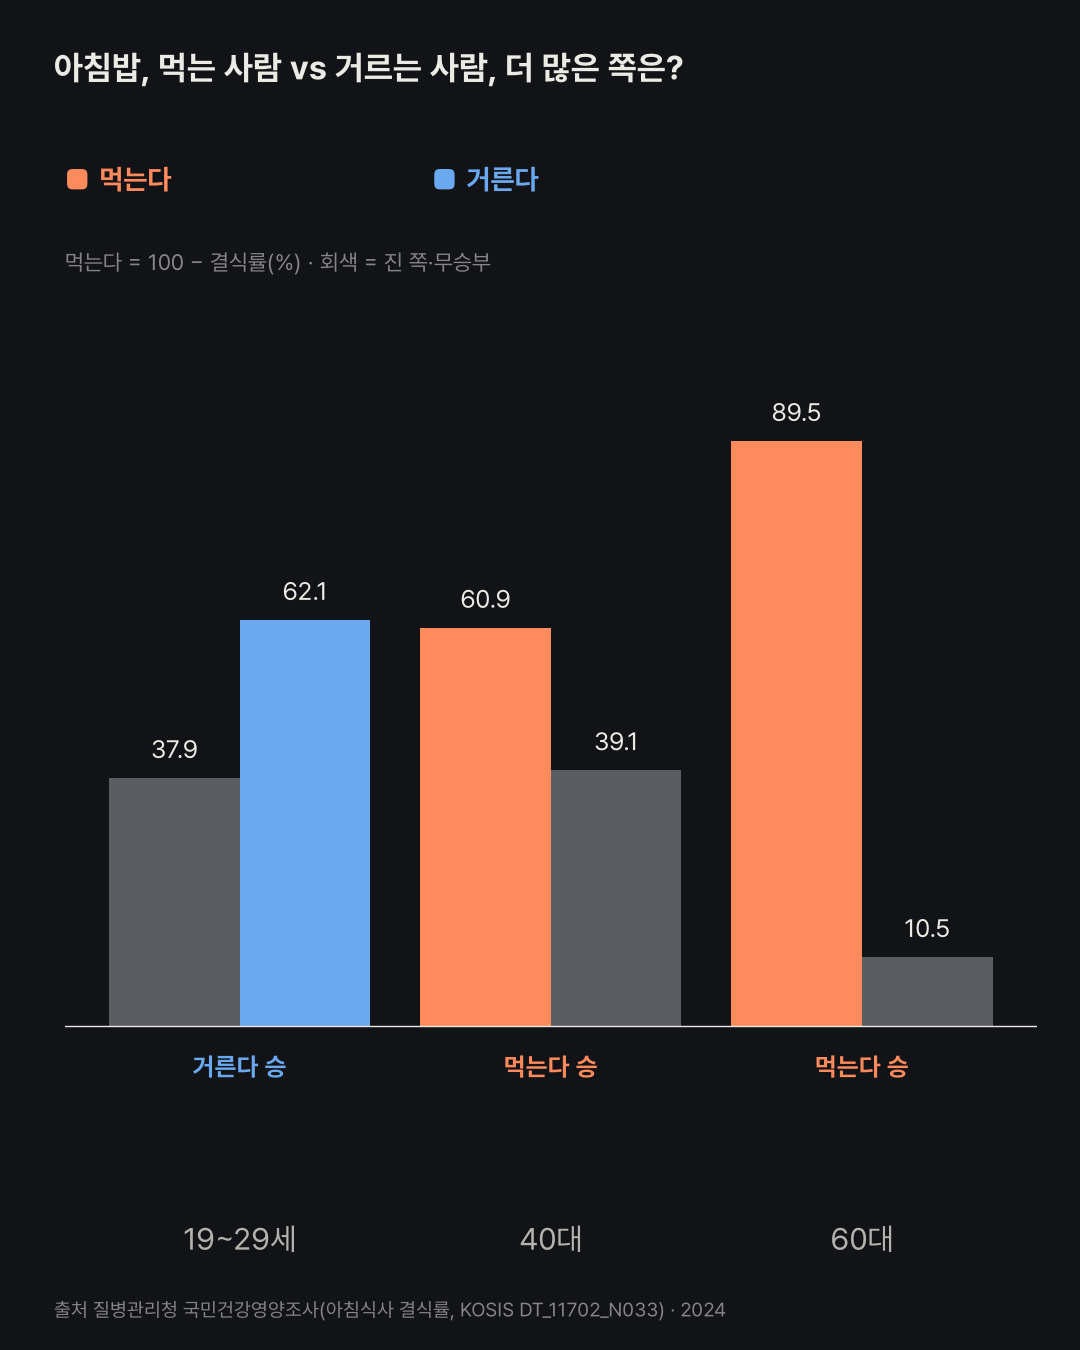 아침밥, 먹는 사람 vs 거르는 사람, 더 많은 쪽은?
먹는다 거른다
먹는다 = 100 − 결식률(%) · 회색 = 진 쪽·무승부
89.5
62.1
60.9
37.9
39.1
10.5
거른다 승 먹는다 승 먹는다 승
19~29세 40대 60대
출처 질병관리청 국민건강영양조사(아침식사 결식률, KOSIS DT_11702_N033) · 2024